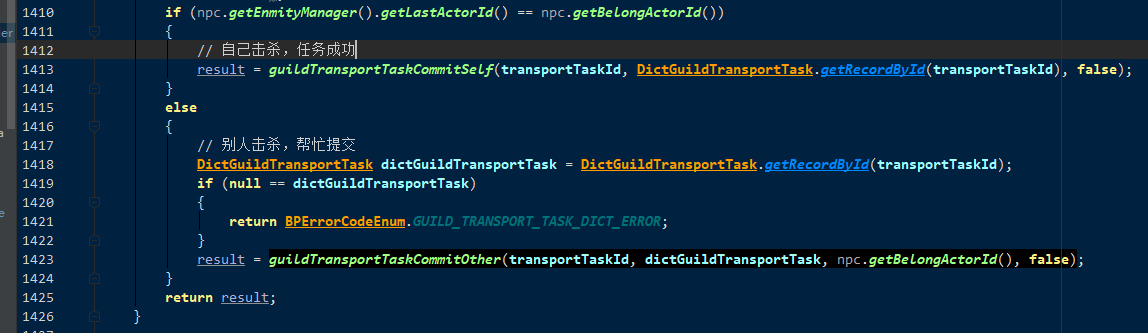 1410 if (npc.getEnmityManager().getLastActorId() == npc.getBelongActorId())
1411 {
1412 // 自己击杀，任务成功
1413 result = guildTransportTaskCommitSelf(transportTaskId, DictGuildTransportTask.getRecordById(transportTaskId), false);
1414 }
1415 else
1416 {
1417 // 别人击杀，帮忙提交
1418 DictGuildTransportTask dictGuildTransportTask = DictGuildTransportTask.getRecordById(transportTaskId);
1419 if (null == dictGuildTransportTask)
1420 {
1421 return BPErrorCodeEnum.GUILD_TRANSPORT_TASK_DICT_ERROR;
1422 }
1423 result = guildTransportTaskCommitOther(transportTaskId, dictGuildTransportTask, npc.getBelongActorId(), false);
1424 }
1425 return result;
1426 }
1427